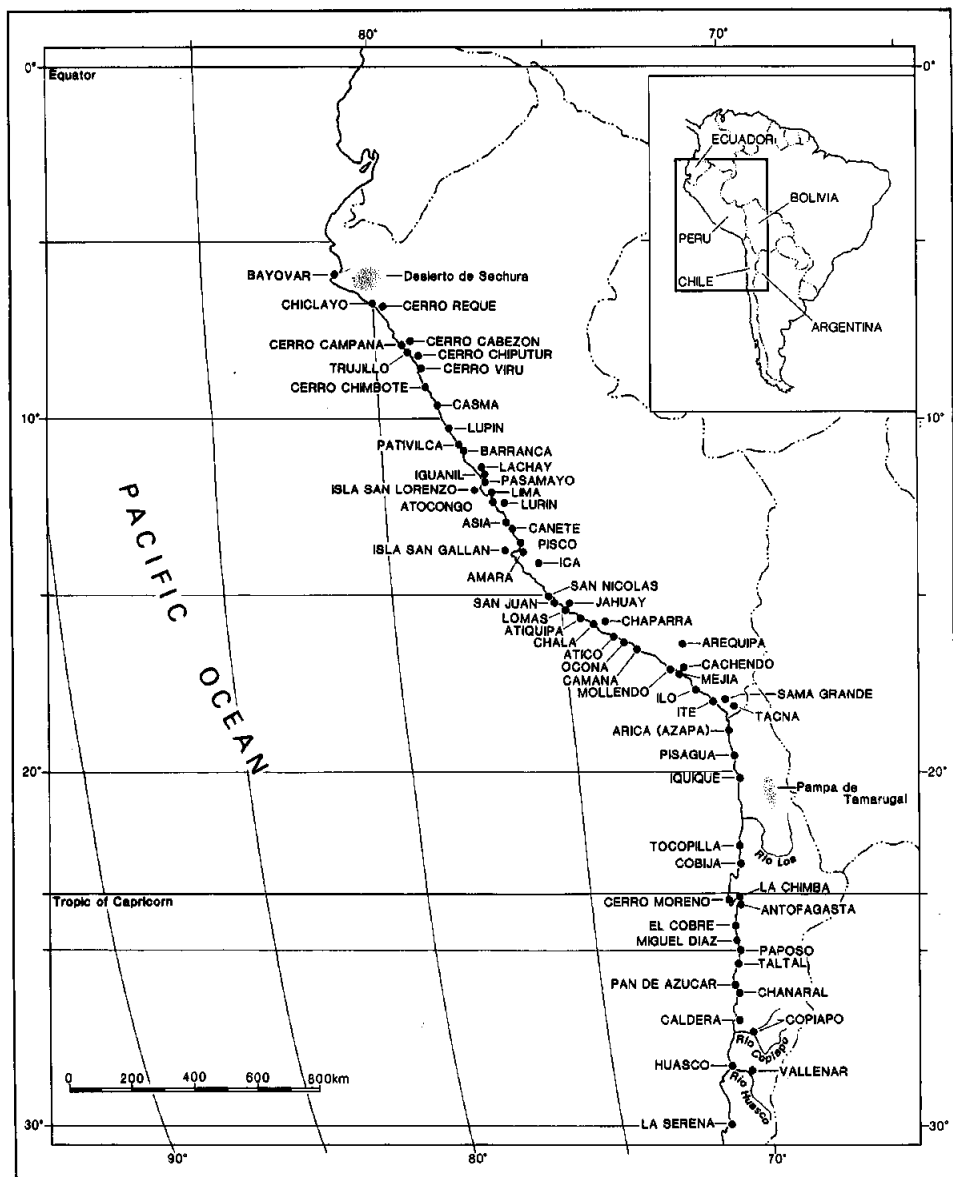 80°
70°
0°
Equator
0°
ECUADOR
BOLIVIA
PERU
CHILE
ARGENTINA
BAYOVAR
Desierto de Sechura
CHICLAYO
CERRO REQUE
CERRO CABEZON
CERRO CAMPANA
CERRO CHIPUTUR
TRUJILLO
CERRO VIRU
CERRO CHIMBOTE
CASMA
10°
10°
LUPIN
PATIVILCA
BARRANCA
LACHAY
IGUANIL
PASAMAYO
ISLA SAN LORENZO
LIMA
ATOCONGO
LURIN
ASIA
CANETE
PISCO
ISLA SAN GALLAN
ICA
AMARA
SAN NICOLAS
SAN JUAN
JAHUAY
LOMAS
CHAPARRA
ATIQUIPA
CHALA
AREQUIPA
ATICO
OCONA
CACHENDO
CAMANA
MEJIA
MOLLENDO
ILO
SAMA GRANDE
ITE
TACNA
ARICA (AZAPA)
PISAGUA
20°
20°
IQUIQUE
Pampa de
Tamarugal
PACIFIC OCEAN
TOCOPILLA
Río Loa
COBIJA
LA CHIMBA
Tropic of Capricorn
CERRO MORENO
ANTOFAGASTA
EL COBRE
MIGUEL DIAZ
PAPOSO
TALTAL
PAN DE AZUCAR
CHANARAL
CALDERA
COPIAPO
Río Copiapo
HUASCO
VALLENAR
Río Huasco
0 200 400 600 800km
LA SERENA
30°
30°
90°
80°
70°